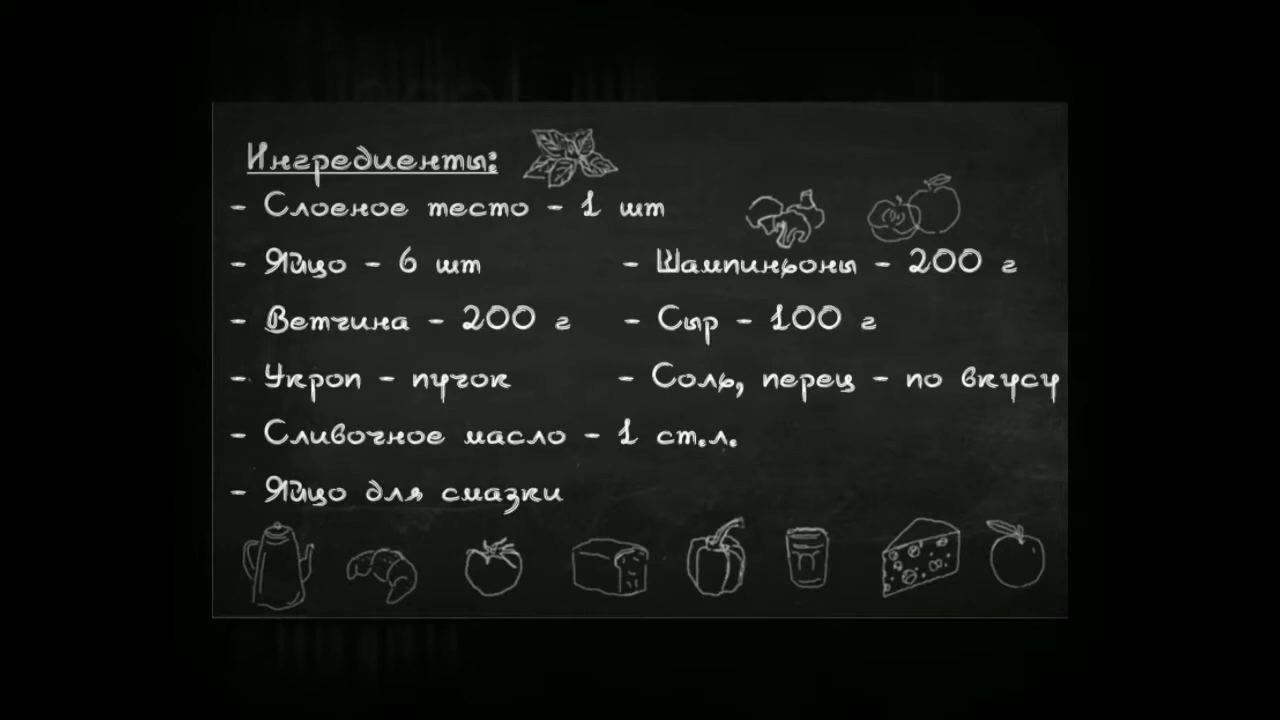 Ингредиенты:
- Слоеное тесто - 1 шт
- Яйцо - 6 шт
- Шампиньоны - 200 г
- Ветчина - 200 г
- Сыр - 100 г
- Укроп - пучок
- Соль, перец - по вкусу
- Сливочное масло - 1 ст.л.
- Яйцо для смазки